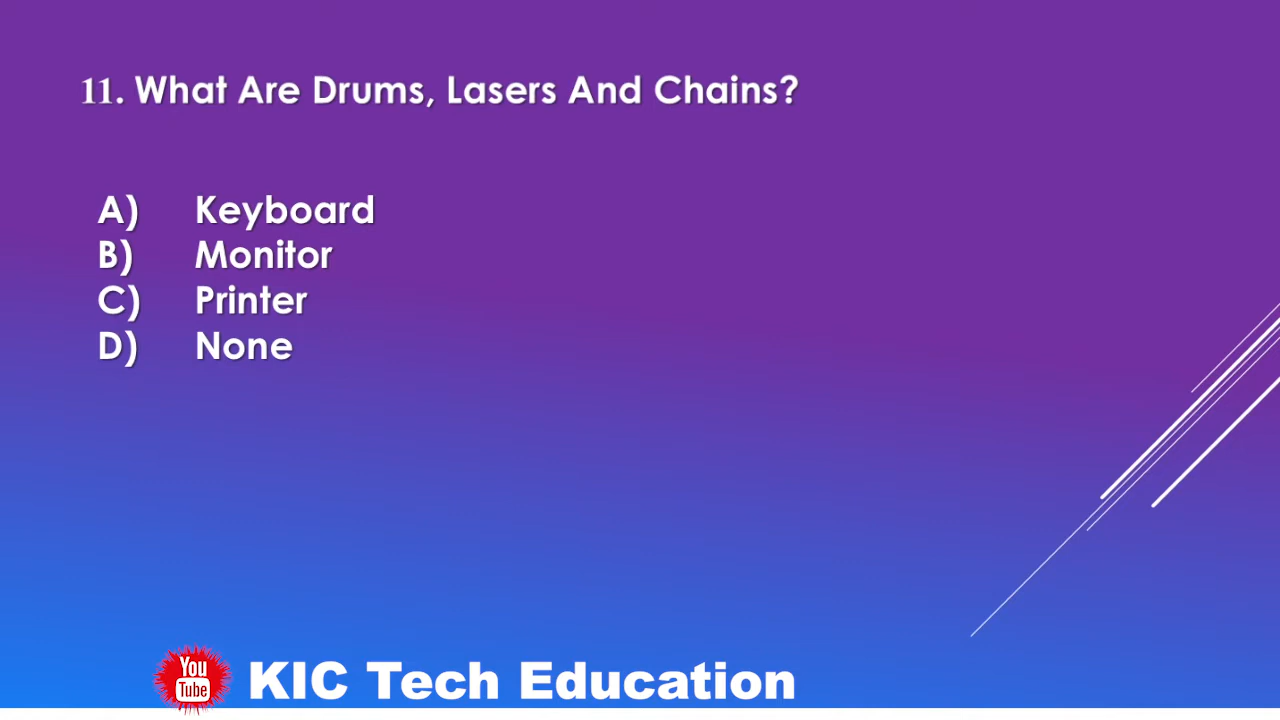 11. What Are Drums, Lasers And Chains?
A) Keyboard
B) Monitor
C) Printer
D) None
You
Tube
KIC Tech Education